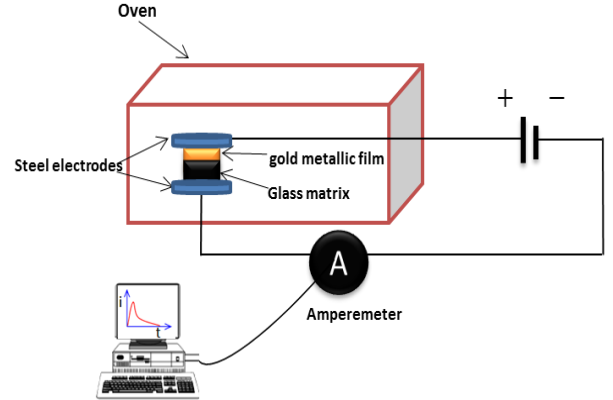 Oven
+ −
Steel electrodes
gold metallic film
Glass matrix
A
Amperemeter
i
t